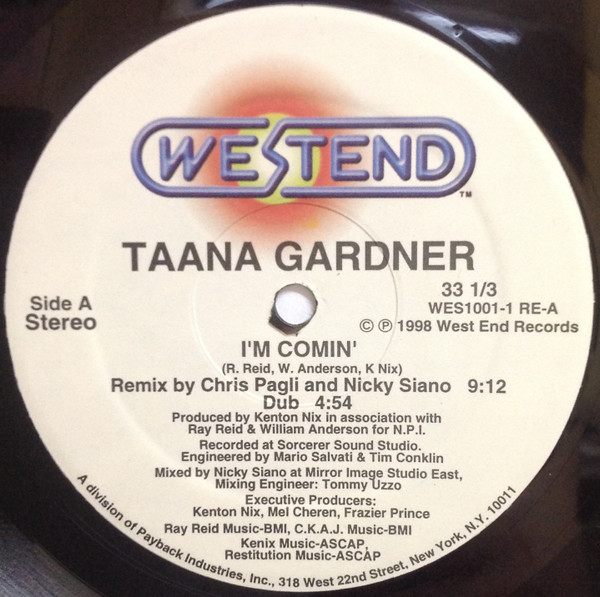 WESTEND
TM
TAANA GARDNER
Side A
Stereo
33 1/3
WES1001-1 RE-A
© ℗ 1998 West End Records
I'M COMIN'
(R. Reid, W. Anderson, K Nix)
Remix by Chris Pagli and Nicky Siano 9:12
Dub 4:54
Produced by Kenton Nix in association with
Ray Reid & William Anderson for N.P.I.
Recorded at Sorcerer Sound Studio.
Engineered by Mario Salvati & Tim Conklin
Mixed by Nicky Siano at Mirror Image Studio East,
Mixing Engineer: Tommy Uzzo
Executive Producers:
Kenton Nix, Mel Cheren, Frazier Prince
Ray Reid Music-BMI, C.K.A.J. Music-BMI
Kenix Music-ASCAP,
Restitution Music-ASCAP
A division of Payback Industries, Inc., 318 West 22nd Street, New York, N.Y. 10011